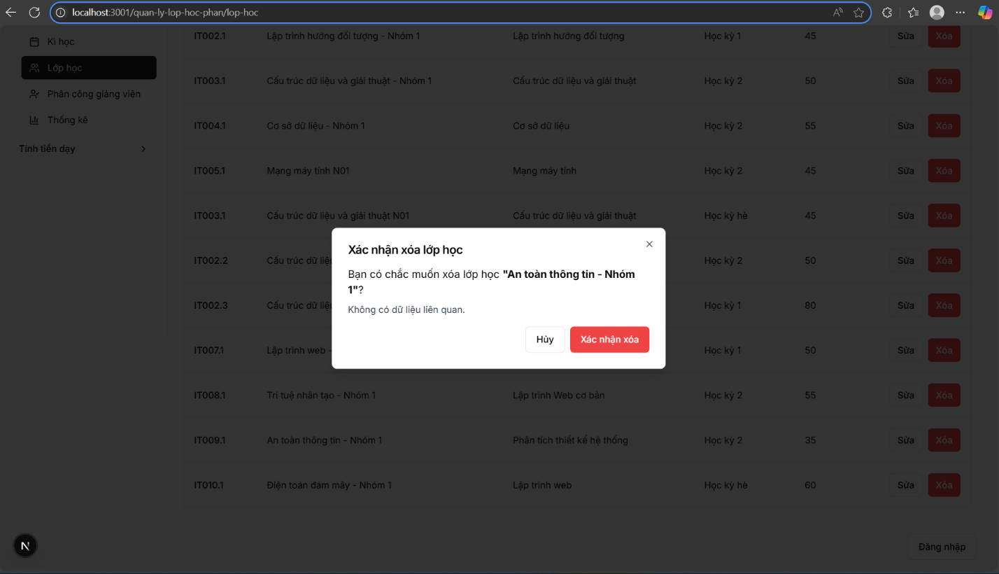 localhost:3001/quan-ly-lop-hoc-phan/lop-hoc
Kì học
Lớp học
Phân công giảng viên
Thống kê
Tính tiền dạy
IT002.1 Lập trình hướng đối tượng - Nhóm 1 Lập trình hướng đối tượng Học kỳ 1 45 Sửa Xóa
IT003.1 Cấu trúc dữ liệu và giải thuật - Nhóm 1 Cấu trúc dữ liệu và giải thuật Học kỳ 2 50 Sửa Xóa
IT004.1 Cơ sở dữ liệu - Nhóm 1 Cơ sở dữ liệu Học kỳ 2 55 Sửa Xóa
IT005.1 Mạng máy tính N01 Mạng máy tính Học kỳ 2 45 Sửa Xóa
IT003.1 Cấu trúc dữ liệu và giải thuật N01 Cấu trúc dữ liệu và giải thuật Học kỳ hè 45 Sửa Xóa
IT002.2 Cấu trúc dữ Học kỳ 2 50 Sửa Xóa
IT002.3 Cấu trúc dữ Học kỳ 1 80 Sửa Xóa
IT007.1 Lập trình web - Học kỳ 1 50 Sửa Xóa
IT008.1 Trí tuệ nhân tạo - Nhóm 1 Lập trình Web cơ bản Học kỳ 2 55 Sửa Xóa
IT009.1 An toàn thông tin - Nhóm 1 Phân tích thiết kế hệ thống Học kỳ 2 35 Sửa Xóa
IT010.1 Điện toán đám mây - Nhóm 1 Lập trình web Học kỳ hè 60 Sửa Xóa
Xác nhận xóa lớp học
Bạn có chắc muốn xóa lớp học "An toàn thông tin - Nhóm
1"?
Không có dữ liệu liên quan.
Hủy Xác nhận xóa
N
Đăng nhập